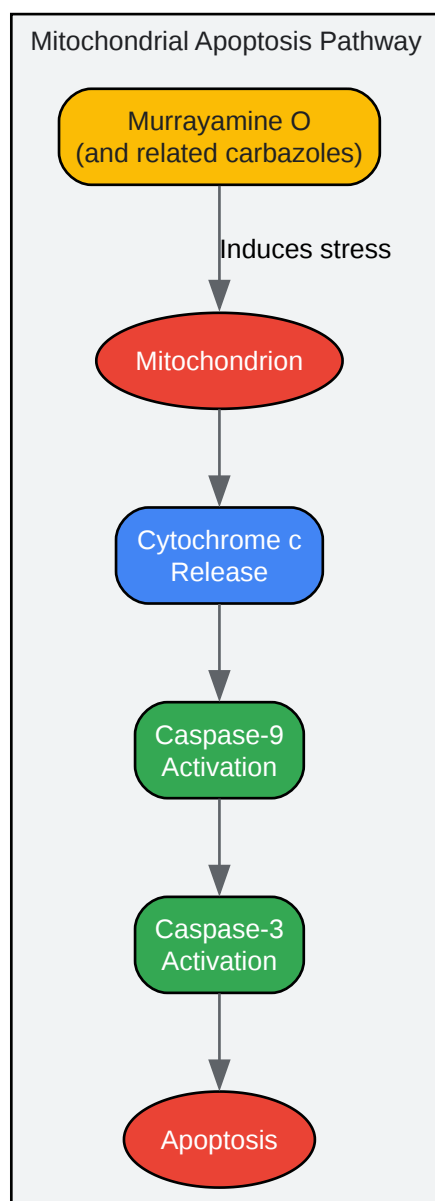 Mitochondrial Apoptosis Pathway
Murrayamine O
(and related carbazoles)
Induces stress
Mitochondrion
Cytochrome c
Release
Caspase-9
Activation
Caspase-3
Activation
Apoptosis